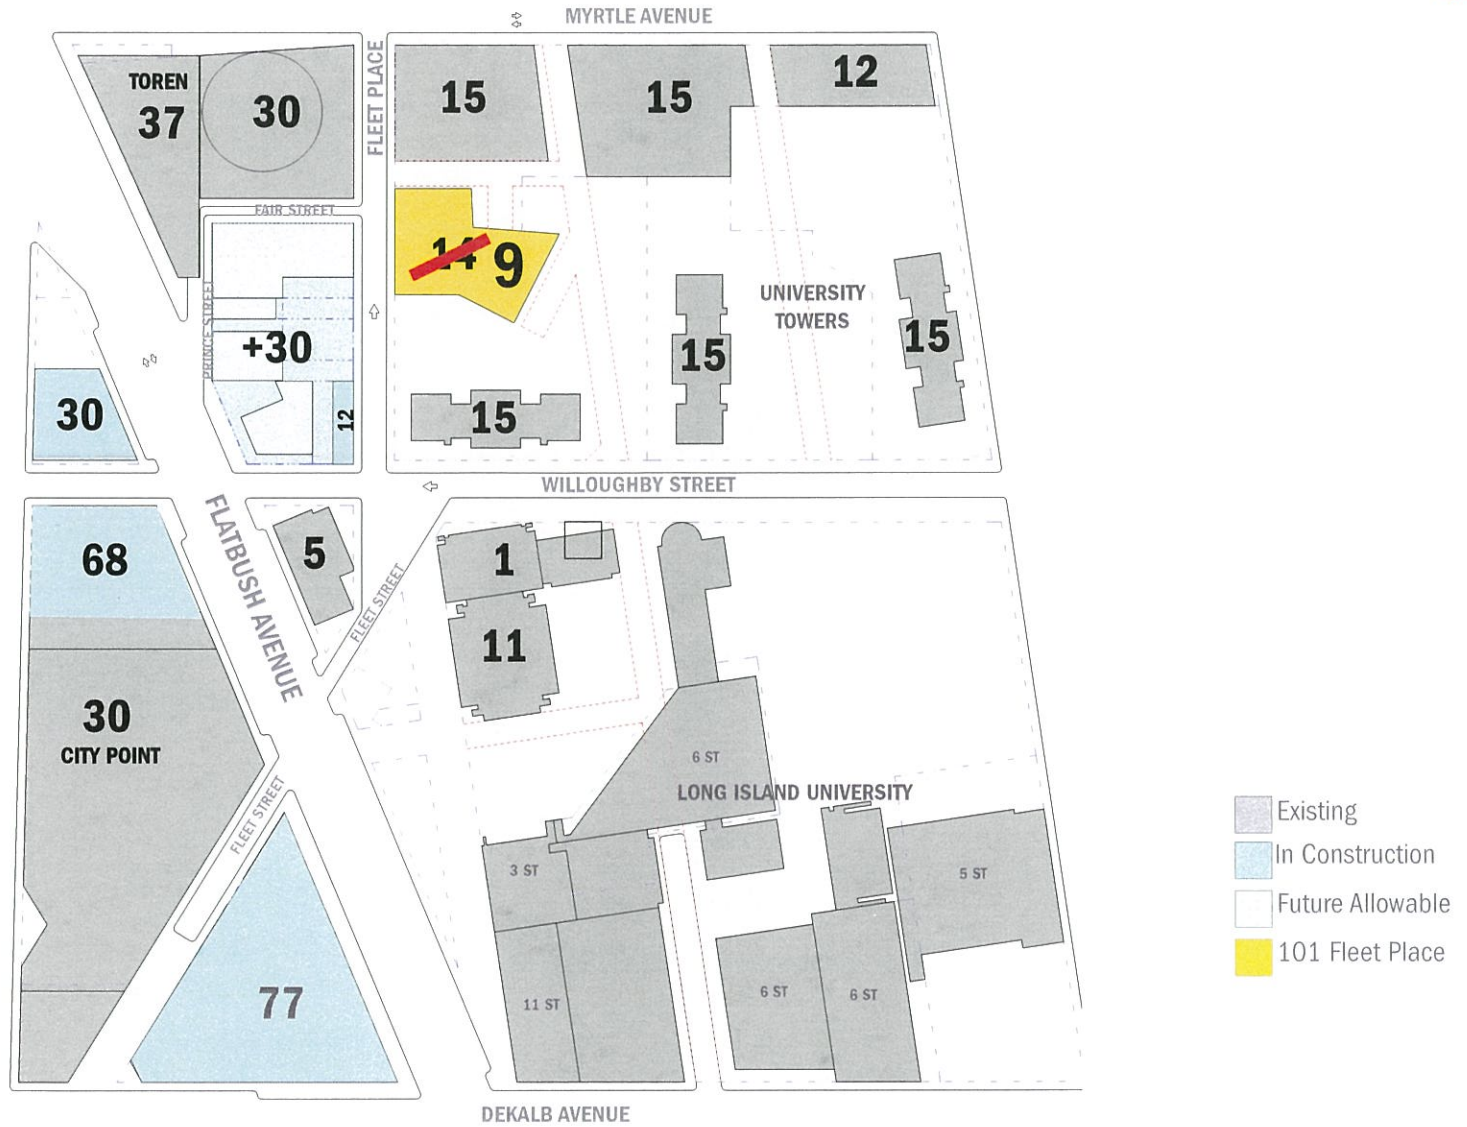 MYRTLE AVENUE
TOREN
37
30
FLEET PLACE
15
15
12
FAIR STREET
14 9
PRINCE STREET
+30
UNIVERSITY
TOWERS
15
15
30
12
15
WILLOUGHBY STREET
68
FLATBUSH AVENUE
5
FLEET STREET
1
11
30
CITY POINT
6 ST
LONG ISLAND UNIVERSITY
FLEET STREET
3 ST
5 ST
77
11 ST
6 ST
6 ST
DEKALB AVENUE
Existing
In Construction
Future Allowable
101 Fleet Place